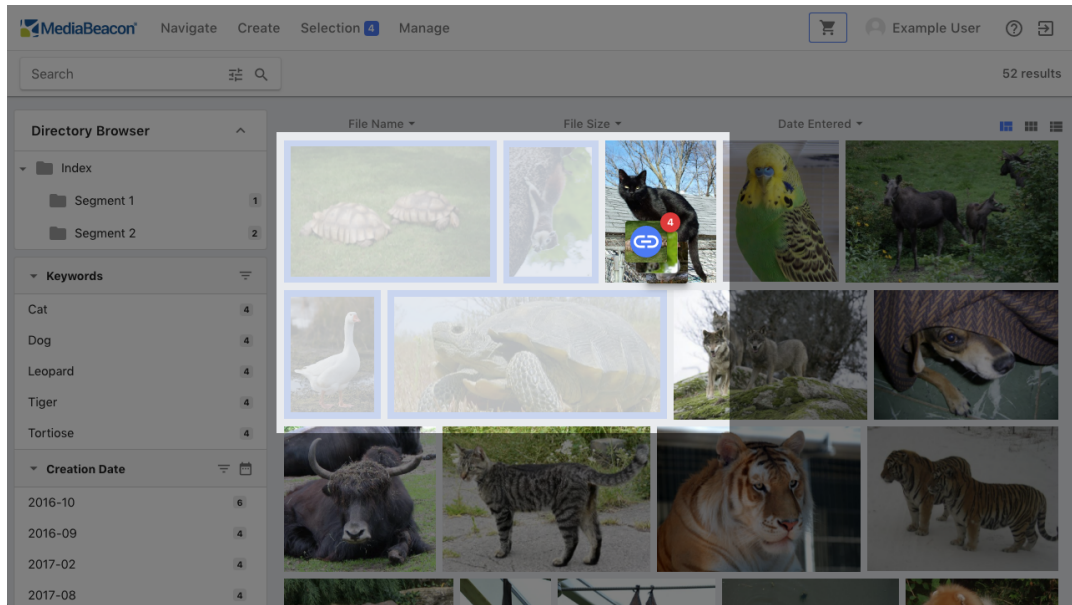 MediaBeacon Navigate Create Selection 4 Manage Example User
Search 52 results
Directory Browser File Name File Size Date Entered
Index
Segment 1 1
Segment 2 2
4
Keywords
Cat 4
Dog 4
Leopard 4
Tiger 4
Tortiose 4
Creation Date
2016-10 6
2016-09 4
2017-02 4
2017-08 4